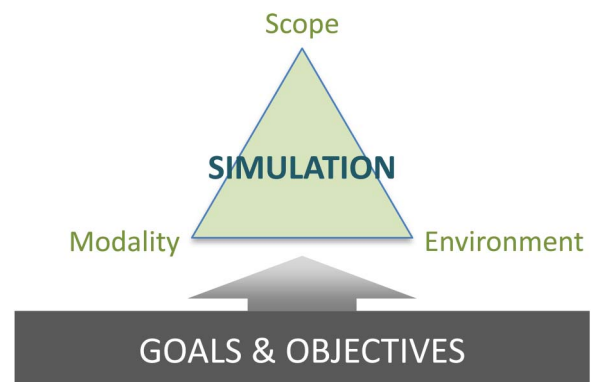 Scope
SIMULATION
Modality
Environment
GOALS & OBJECTIVES